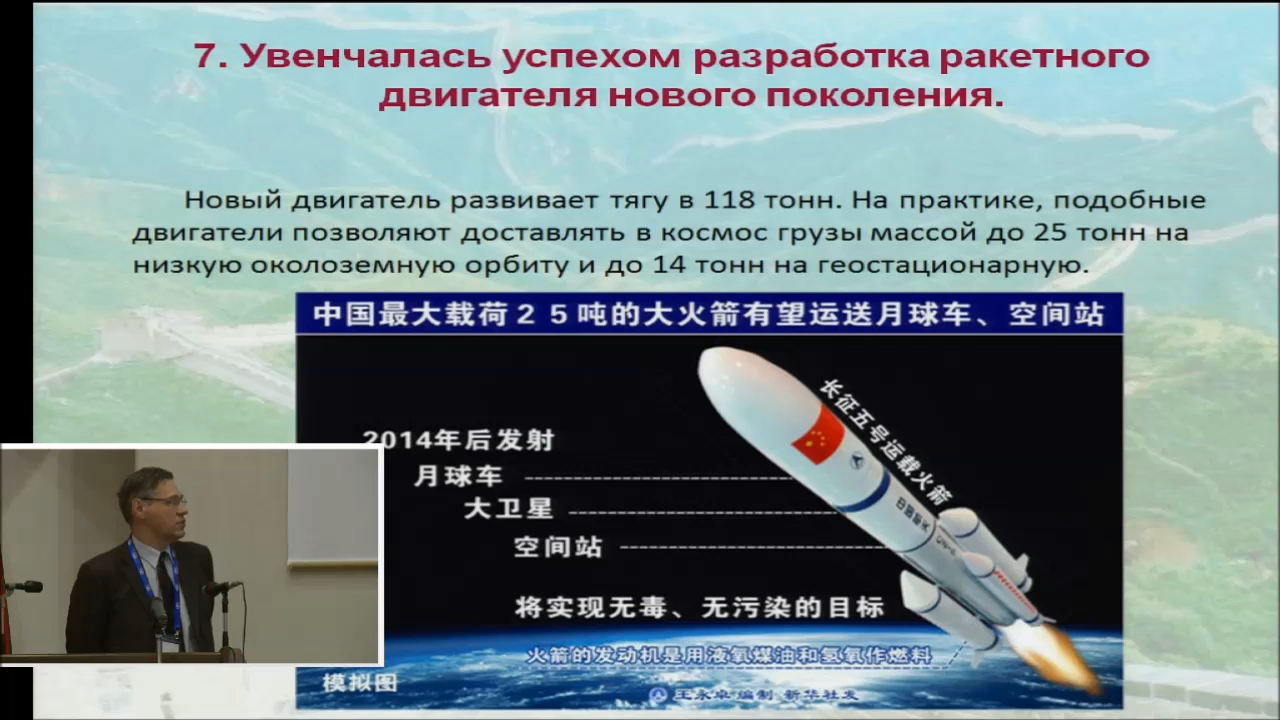 7. Увенчалась успехом разработка ракетного
двигателя нового поколения.
Новый двигатель развивает тягу в 118 тонн. На практике, подобные
двигатели позволяют доставлять в космос грузы массой до 25 тонн на
низкую околоземную орбиту и до 14 тонн на геостационарную.
中国最大载荷25吨的大火箭有望运送月球车、空间站
长征五号运载火箭
2014年后发射
月球车
大卫星
空间站
将实现无毒、无污染的目标
火箭的发动机是用液氧煤油和氢氧作燃料
模拟图
王永卓 编制 新华社发